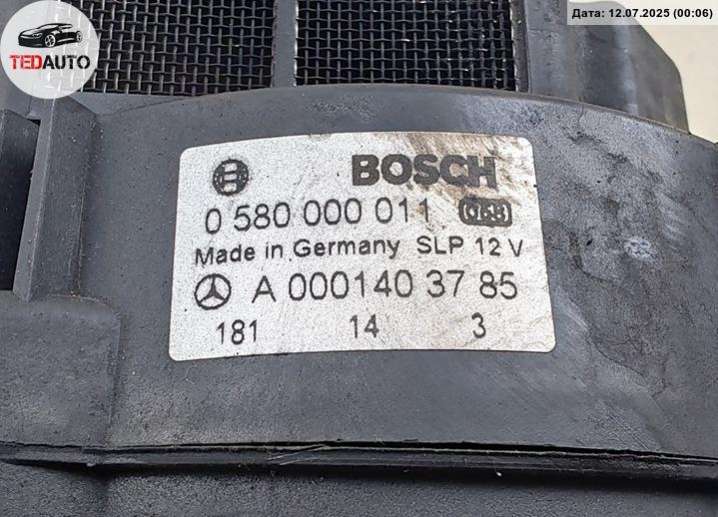 TEDAUTO
Дата: 12.07.2025 (00:06)
BOSCH
0 580 000 011 068
Made in Germany SLP 12 V
A 000140 37 85
181 14 3